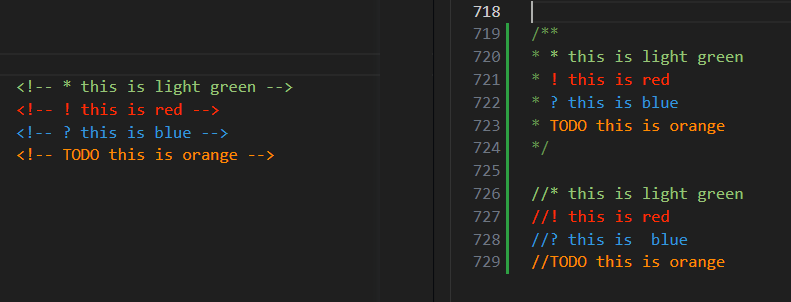 <!-- * this is light green -->
<!-- ! this is red -->
<!-- ? this is blue -->
<!-- TODO this is orange -->
718
719 /**
720 * * this is light green
721 * ! this is red
722 * ? this is blue
723 * TODO this is orange
724 */
725
726 //* this is light green
727 //! this is red
728 //? this is  blue
729 //TODO this is orange